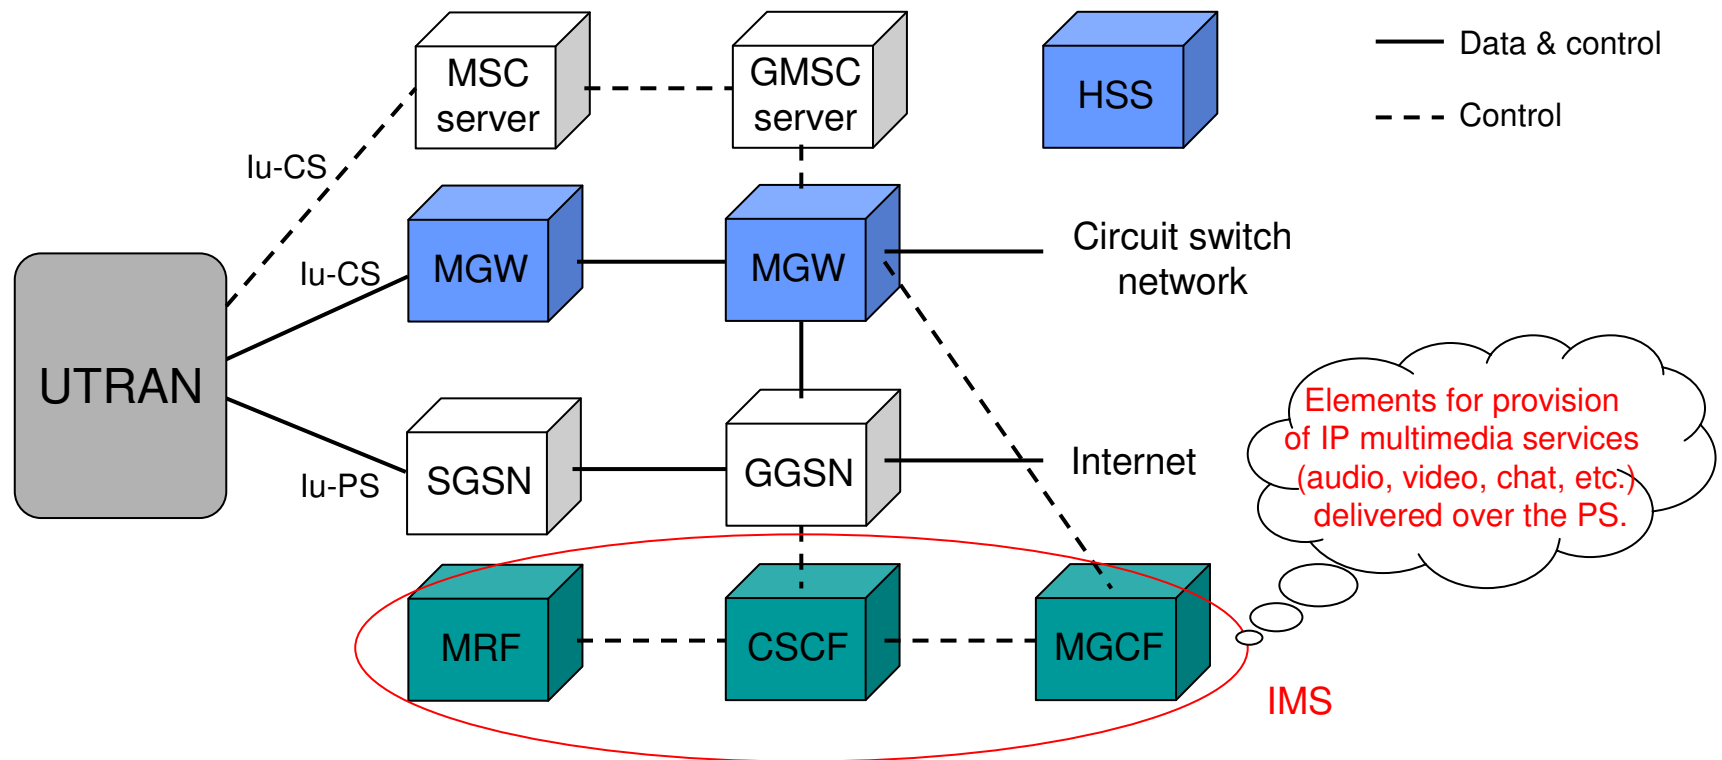 MSC
server
GMSC
server
HSS
Data & control
Control
Iu-CS
Iu-CS
MGW
MGW
Circuit switch
network
UTRAN
Iu-PS
SGSN
GGSN
Internet
Elements for provision
of IP multimedia services
(audio, video, chat, etc.)
delivered over the PS.
MRF
CSCF
MGCF
IMS